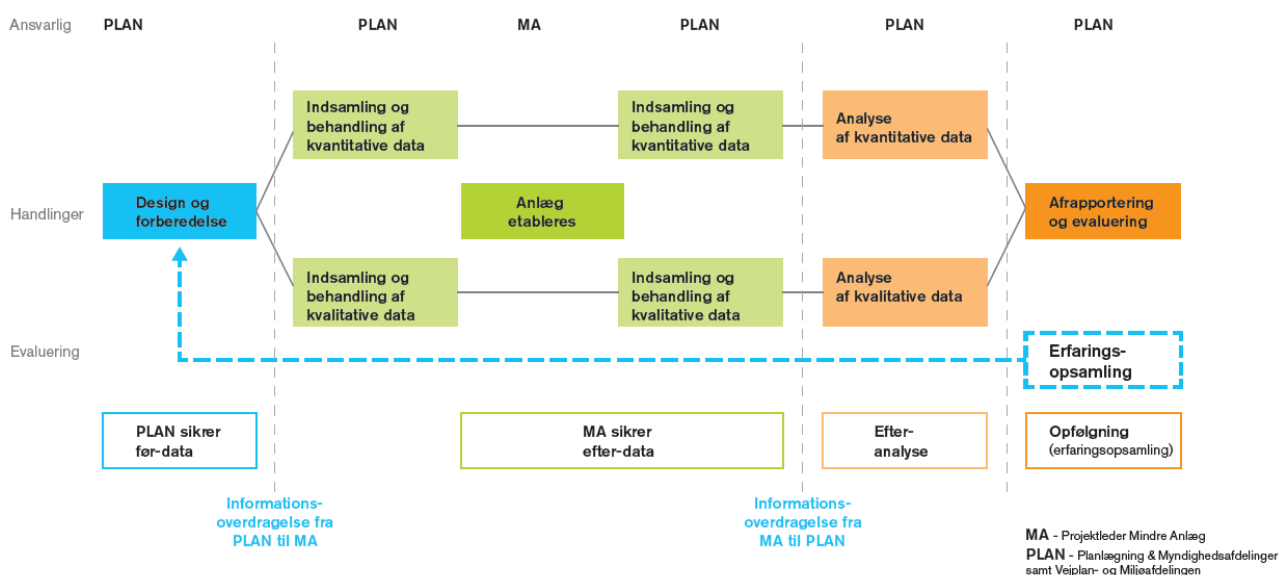 Ansvarlig PLAN PLAN MA PLAN PLAN PLAN
Indsamling og
behandling af
kvantitative data
Indsamling og
behandling af
kvantitative data
Analyse
af kvantitative data
Handlinger
Design og
forberedelse
Anlæg
etableres
Afrapportering
og evaluering
Indsamling og
behandling af
kvalitative data
Indsamling og
behandling af
kvalitative data
Analyse
af kvalitative data
Evaluering
Erfarings-
opsamling
PLAN sikrer
før-data
MA sikrer
efter-data
Efter-
analyse
Opfølgning
(erfaringsopsamling)
Informations-
overdragelse fra
PLAN til MA
Informations-
overdragelse fra
MA til PLAN
MA - Projektleder Mindre Anlæg
PLAN - Planlægning & Myndighedsafdelinger
samt Vejplan- og Miljøafdelingen